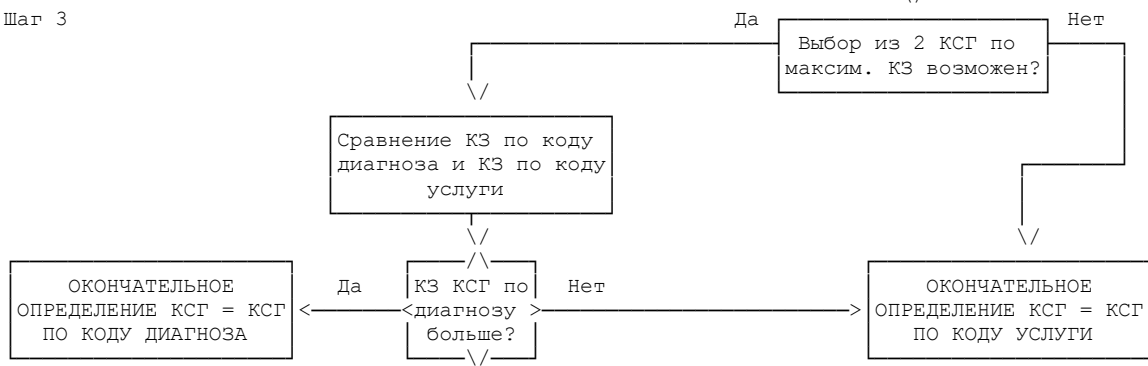 Шаг 3
Да
Нет
Выбор из 2 КСГ по
максим. КЗ возможен?
Сравнение КЗ по коду
диагноза и КЗ по коду
услуги
ОКОНЧАТЕЛЬНОЕ
ОПРЕДЕЛЕНИЕ КСГ = КСГ
ПО КОДУ ДИАГНОЗА
Да
КЗ КСГ по
диагнозу
больше?
Нет
ОКОНЧАТЕЛЬНОЕ
ОПРЕДЕЛЕНИЕ КСГ = КСГ
ПО КОДУ УСЛУГИ